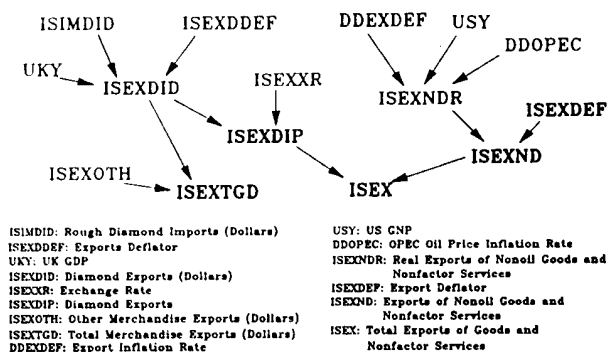 ISIMDID
ISEXDDEF
DDEXDEF
USY
DDOPEC
UKY
ISEXDID
ISEXXR
ISEXNDR
ISEXDEF
ISEXDIP
ISEXND
ISEXOTH
ISEXTGD
ISEX
ISIMDID: Rough Diamond Imports (Dollars)
ISEXDDEF: Exports Deflator
UKY: UK GDP
ISEXDID: Diamond Exports (Dollars)
ISEXXR: Exchange Rate
ISEXDIP: Diamond Exports
ISEXOTH: Other Merchandise Exports (Dollars)
ISEXTGD: Total Merchandise Exports (Dollars)
DDEXDEF: Export Inflation Rate
USY: US GNP
DDOPEC: OPEC Oil Price Inflation Rate
ISEXNDR: Real Exports of Nonoil Goods and
Nonfactor Services
ISEXDEF: Export Deflator
ISEXND: Exports of Nonoil Goods and
Nonfactor Services
ISEX: Total Exports of Goods and
Nonfactor Services